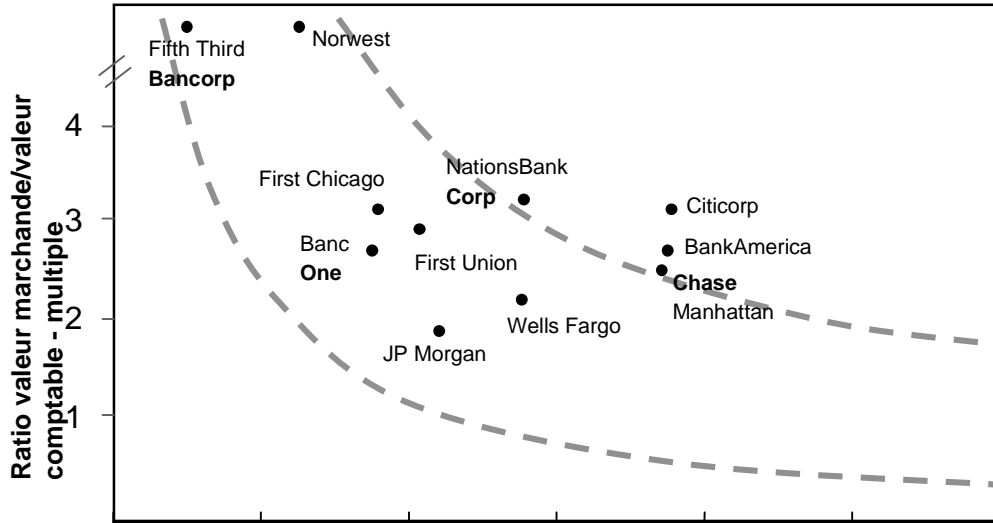 Ratio valeur marchande/valeur
comptable - multiple
4
3
2
1
Fifth Third
Bancorp
Norwest
First Chicago
NationsBank
Corp
Citicorp
Banc
One
BankAmerica
First Union
Chase
Manhattan
Wells Fargo
JP Morgan